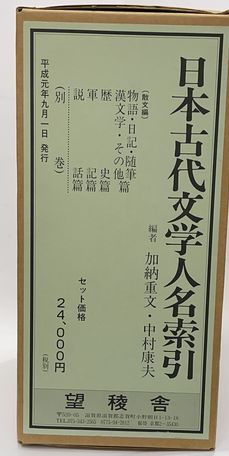 日本古代文学人名索引
編者 加納重文・中村康夫
(散文編)
物語・日記・随筆篇
漢文学・その他篇
歴史篇
軍記篇
説話篇
(別巻)
セット価格
24,000円
(税別)
平成元年九月一日 発行
望稜舎